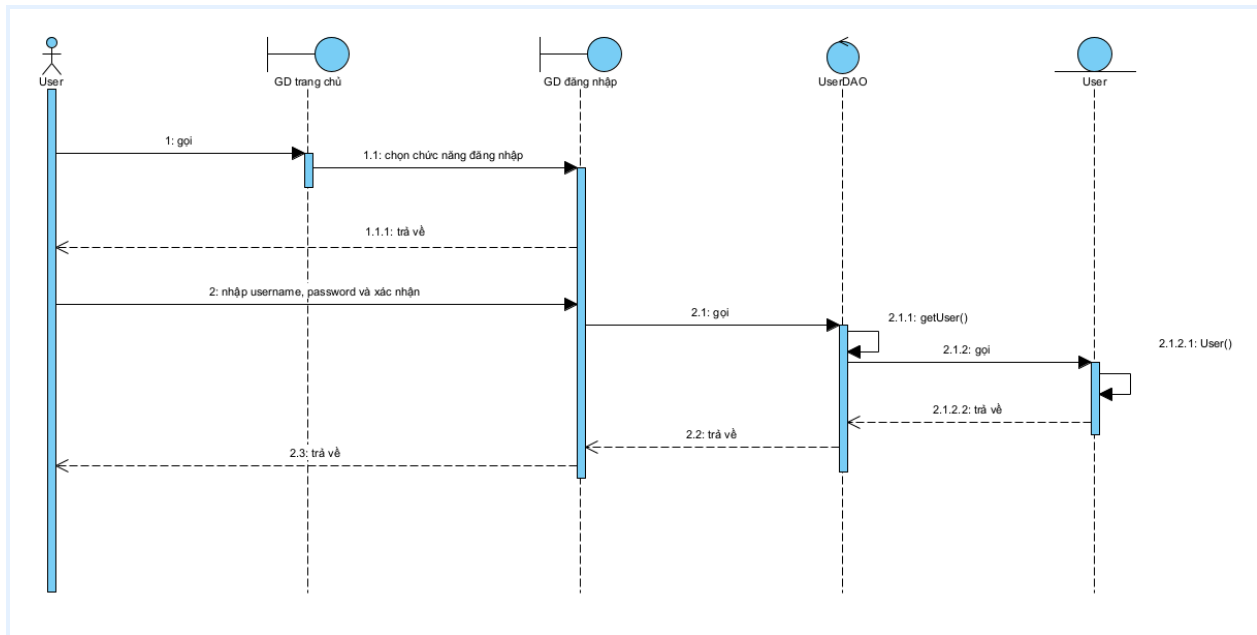 User
GD trang chủ
GD đăng nhập
UserDAO
User
1: gọi
1.1: chọn chức năng đăng nhập
1.1.1: trả về
2: nhập username, password và xác nhận
2.1: gọi
2.1.1: getUser()
2.1.2: gọi
2.1.2.1: User()
2.1.2.2: trả về
2.2: trả về
2.3: trả về